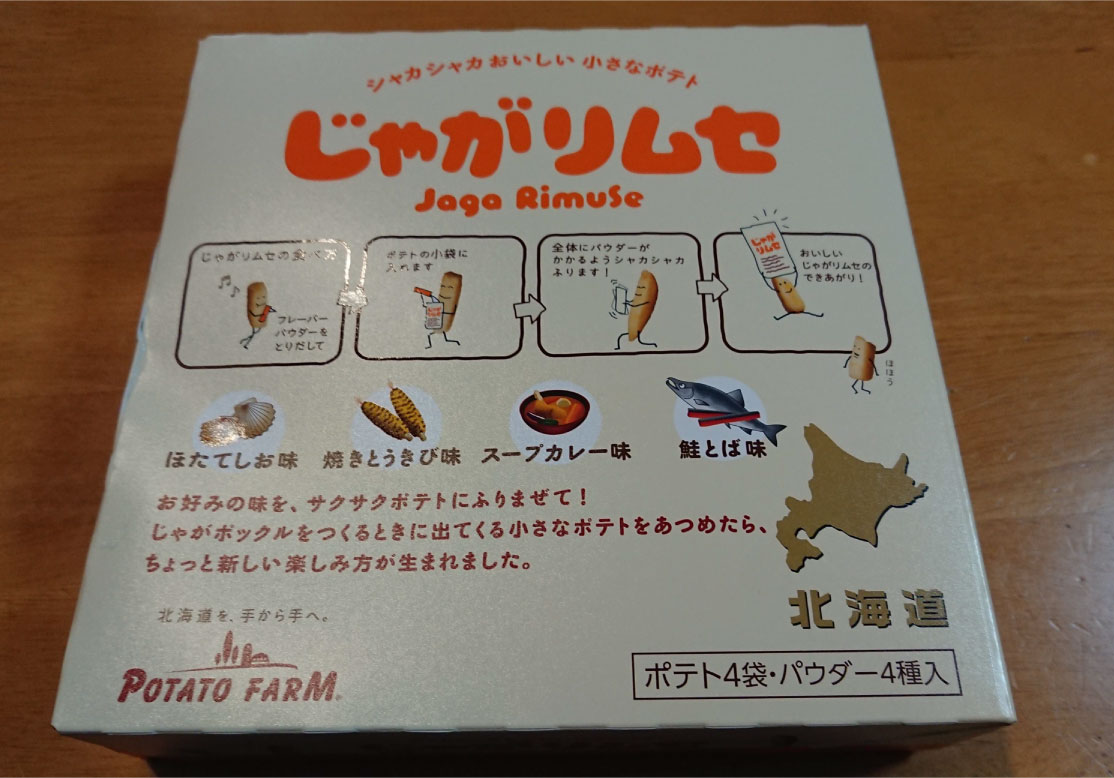 シャカシャカおいしい小さなポテト
じゃがリムセ
Jaga Rimuse
じゃがリムセの食べ方
フレーバー
パウダーを
とりだして
ポテトの小袋に
入れます
全体にパウダーが
かかるようシャカシャカ
ふります！
じゃが
リムセ
おいしい
じゃがリムセの
できあがり！
ほほう
ほたてしお味
焼きとうきび味
スープカレー味
鮭とば味
お好みの味を、サクサクポテトにふりまぜて！
じゃがポックルをつくるときに出てくる小さなポテトをあつめたら、
ちょっと新しい楽しみ方が生まれました。
北海道
北海道を、手から手へ。
POTATO FARM®
ポテト4袋・パウダー4種入